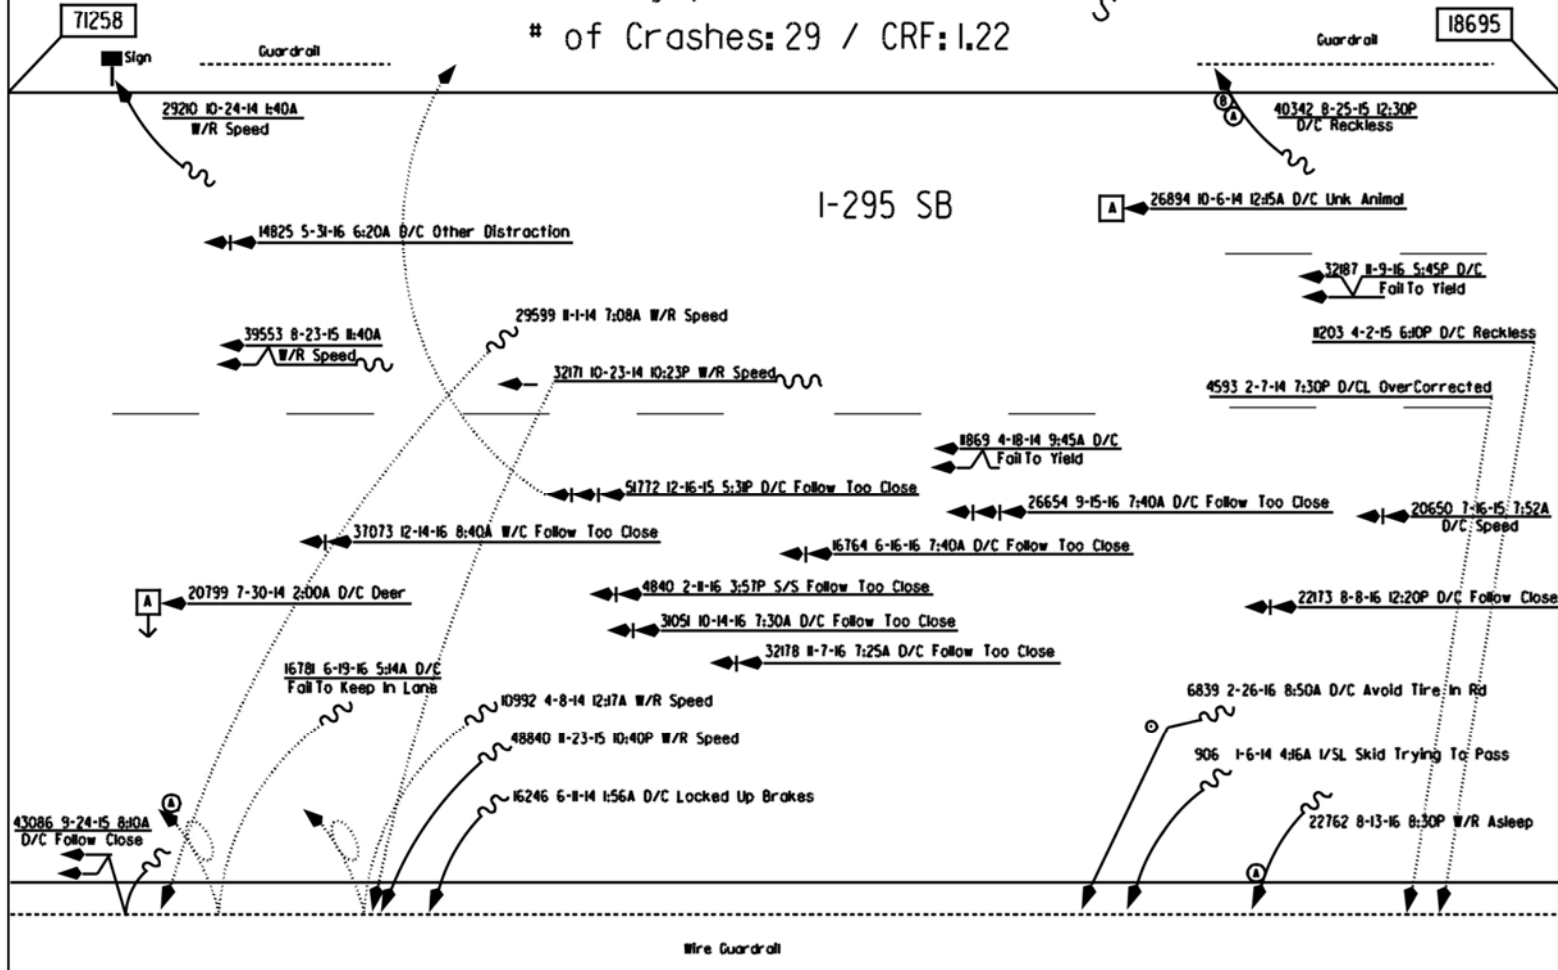 71258
18695
# of Crashes: 29 / CRF: 1.22
Sign
Guardrail
Guardrail
29210 10-24-14 1:40A
W/R Speed
B
A
40342 8-25-15 12:30P
D/C Reckless
I-295 SB
A
26894 10-6-14 12:15A D/C Unk Animal
14825 5-31-16 6:20A D/C Other Distraction
32187 11-9-16 5:45P D/C
Fail To Yield
29599 11-1-14 7:08A W/R Speed
39553 8-23-15 11:40A
W/R Speed
11203 4-2-15 6:10P D/C Reckless
32171 10-23-14 10:23P W/R Speed
4593 2-7-14 7:30P D/CL OverCorrected
11869 4-18-14 9:45A D/C
Fail To Yield
51772 12-16-15 5:31P D/C Follow Too Close
26654 9-15-16 7:40A D/C Follow Too Close
20650 7-16-15 7:52A
D/C Speed
37073 12-14-16 8:40A W/C Follow Too Close
16764 6-16-16 7:40A D/C Follow Too Close
A
20799 7-30-14 2:00A D/C Deer
4840 2-11-16 3:57P S/S Follow Too Close
22173 8-8-16 12:20P D/C Follow Close
31051 10-14-16 7:30A D/C Follow Too Close
32178 11-7-16 7:25A D/C Follow Too Close
16781 6-19-16 5:14A D/C
Fail To Keep In Lane
10992 4-8-14 12:17A W/R Speed
6839 2-26-16 8:50A D/C Avoid Tire In Rd
48840 11-23-15 10:40P W/R Speed
906 1-6-14 4:16A I/SL Skid Trying To Pass
16246 6-11-14 1:56A D/C Locked Up Brakes
A
43086 9-24-15 8:10A
D/C Follow Close
22762 8-13-16 8:30P W/R Asleep
A
Wire Guardrail